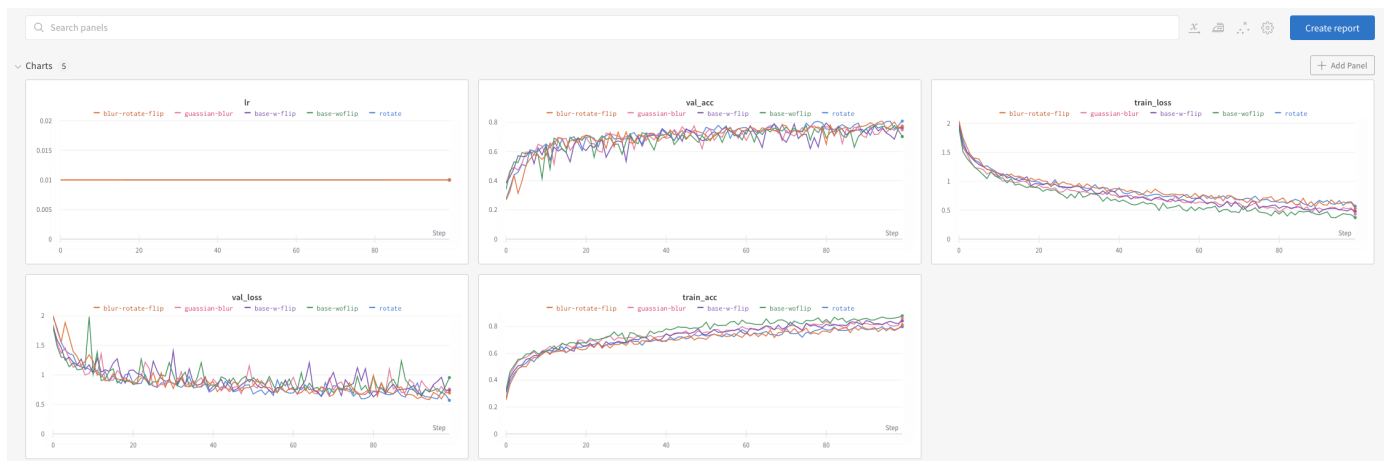 Search panels
Create report
Charts 5
Add Panel
lr
blur-rotate-flip guassian-blur base-w-flip base-woflip rotate
0.02
0.015
0.01
0.005
0
Step
0 20 40 60 80
val_acc
blur-rotate-flip guassian-blur base-w-flip base-woflip rotate
0.8
0.6
0.4
0.2
0
Step
0 20 40 60 80
train_loss
blur-rotate-flip guassian-blur base-w-flip base-woflip rotate
2
1.5
1
0.5
0
Step
20 40 60 80
val_loss
blur-rotate-flip guassian-blur base-w-flip base-woflip rotate
2
1
0.5
0
Step
0 20 40 60 80
train_acc
blur-rotate-flip guassian-blur base-w-flip base-woflip rotate
0.8
0.6
0.4
0.2
0
Step
0 20 40 60 80